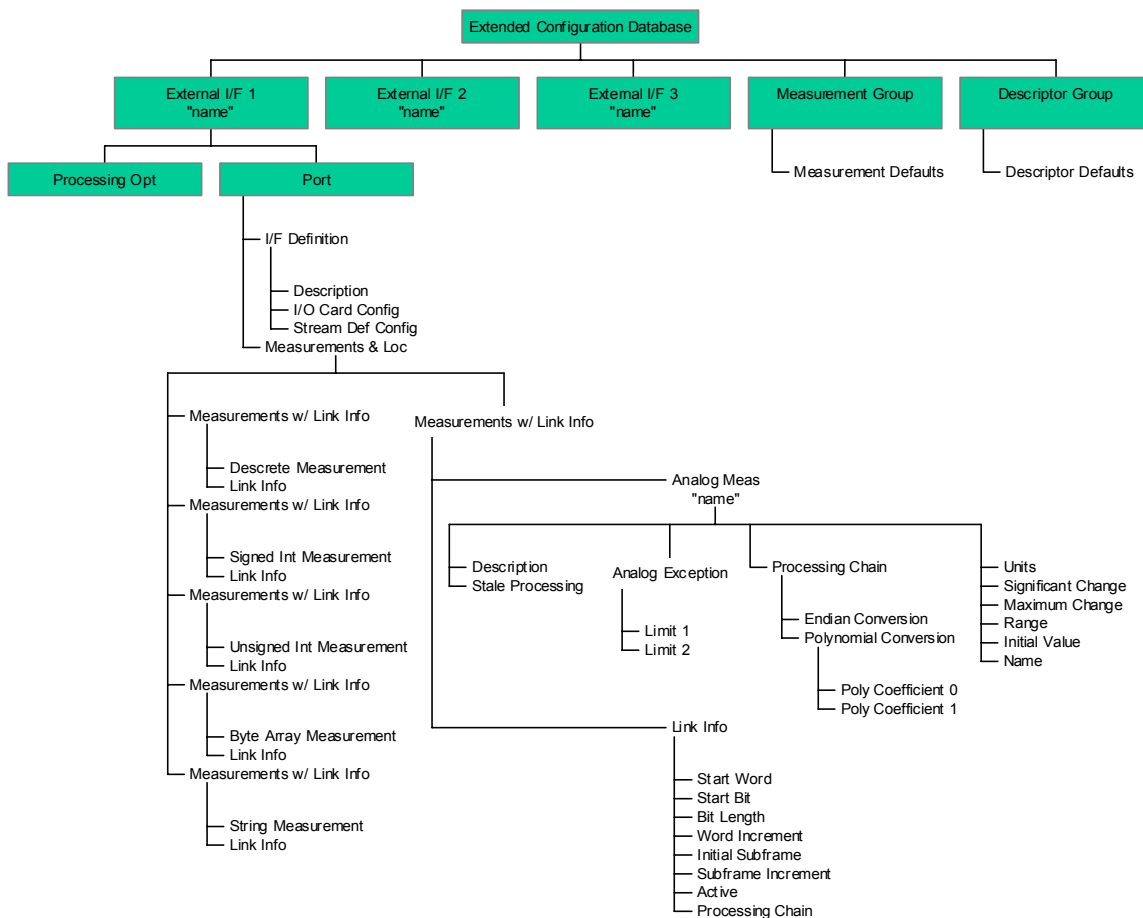 Extended Configuration Database
External I/F 1
"name"
External I/F 2
"name"
External I/F 3
"name"
Measurement Group
Descriptor Group
Measurement Defaults
Descriptor Defaults
Processing Opt
Port
I/F Definition
Description
I/O Card Config
Stream Def Config
Measurements & Loc
Measurements w/ Link Info
Descrete Measurement
Link Info
Measurements w/ Link Info
Signed Int Measurement
Link Info
Measurements w/ Link Info
Unsigned Int Measurement
Link Info
Measurements w/ Link Info
Byte Array Measurement
Link Info
Measurements w/ Link Info
String Measurement
Link Info
Measurements w/ Link Info
Analog Meas
"name"
Description
Stale Processing
Analog Exception
Limit 1
Limit 2
Processing Chain
Endian Conversion
Polynomial Conversion
Poly Coefficient 0
Poly Coefficient 1
Units
Significant Change
Maximum Change
Range
Initial Value
Name
Link Info
Start Word
Start Bit
Bit Length
Word Increment
Initial Subframe
Subframe Increment
Active
Processing Chain